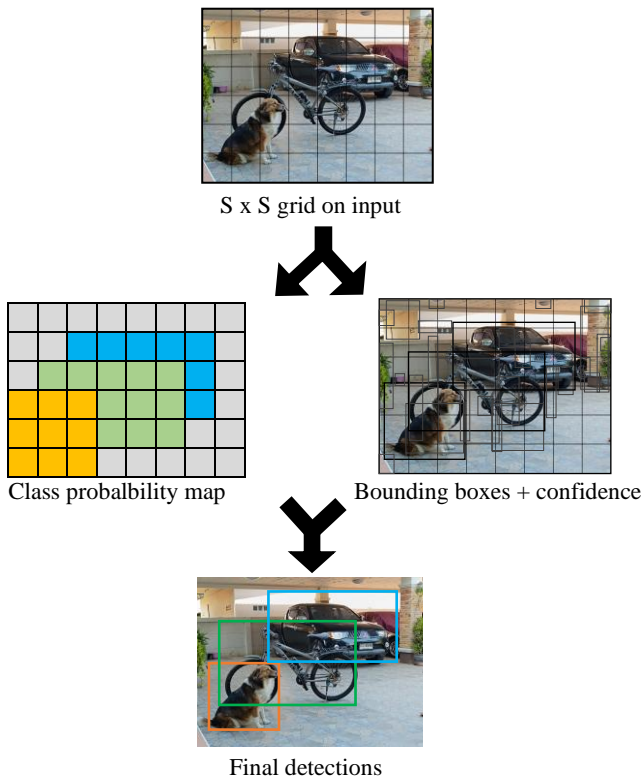 S x S grid on input
Class probalbility map
Bounding boxes + confidence
Final detections